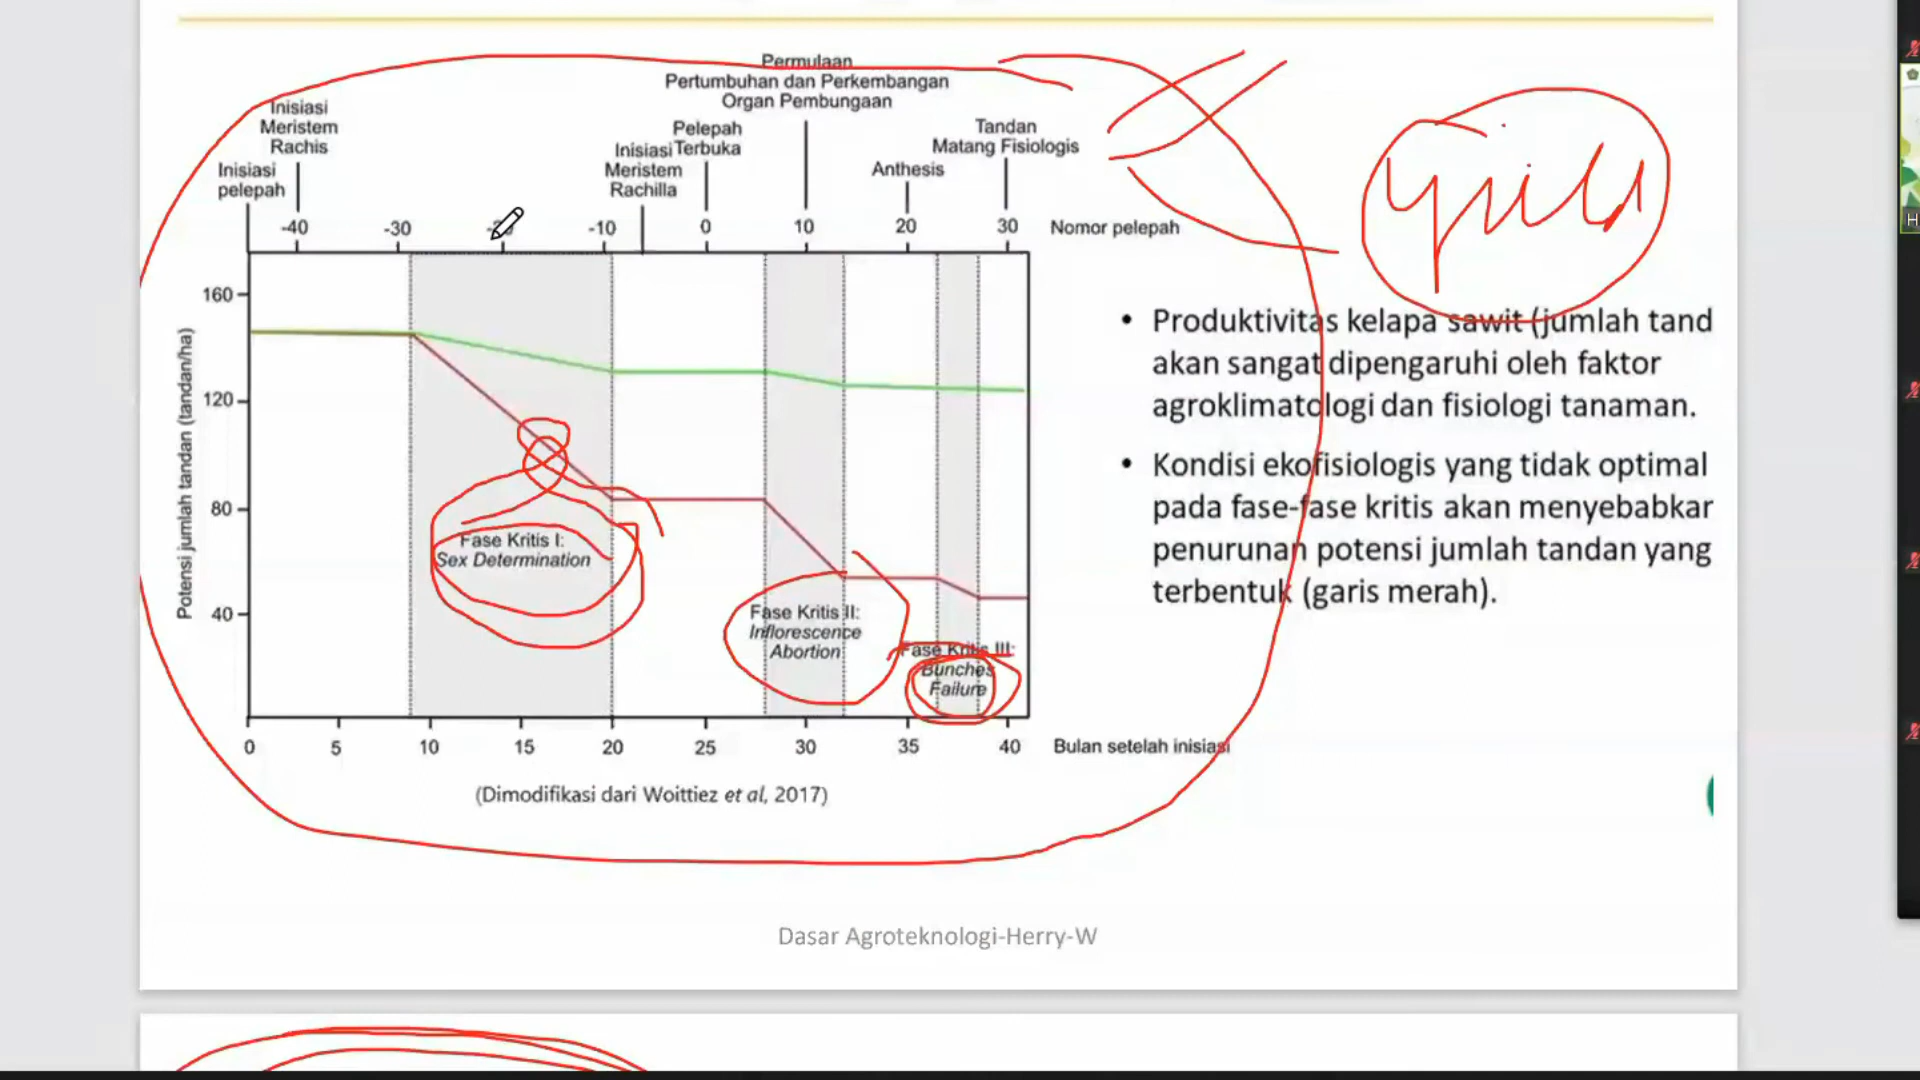 Permulaan
Pertumbuhan dan Perkembangan
Organ Pembungaan
Inisiasi
Meristem
Rachis
Inisiasi
pelepah
Pelepah
Terbuka
Inisiasi
Meristem
Rachilla
Tandan
Matang Fisiologis
Anthesis
-40 -30 -10 0 10 20 30 Nomor pelepah
yield
160
120
80
40
Potensi jumlah tandan (tandan/ha)
Fase Kritis I:
Sex Determination
Fase Kritis II:
Inflorescence
Abortion
Fase Kritis III:
Bunches
Failure
0 5 10 15 20 25 30 35 40 Bulan setelah inisiasi
(Dimodifikasi dari Woittiez et al, 2017)
• Produktivitas kelapa sawit (jumlah tand
akan sangat dipengaruhi oleh faktor
agroklimatologi dan fisiologi tanaman.
• Kondisi ekofisiologis yang tidak optimal
pada fase-fase kritis akan menyebabkar
penurunan potensi jumlah tandan yang
terbentuk (garis merah).
Dasar Agroteknologi-Herry-W
H